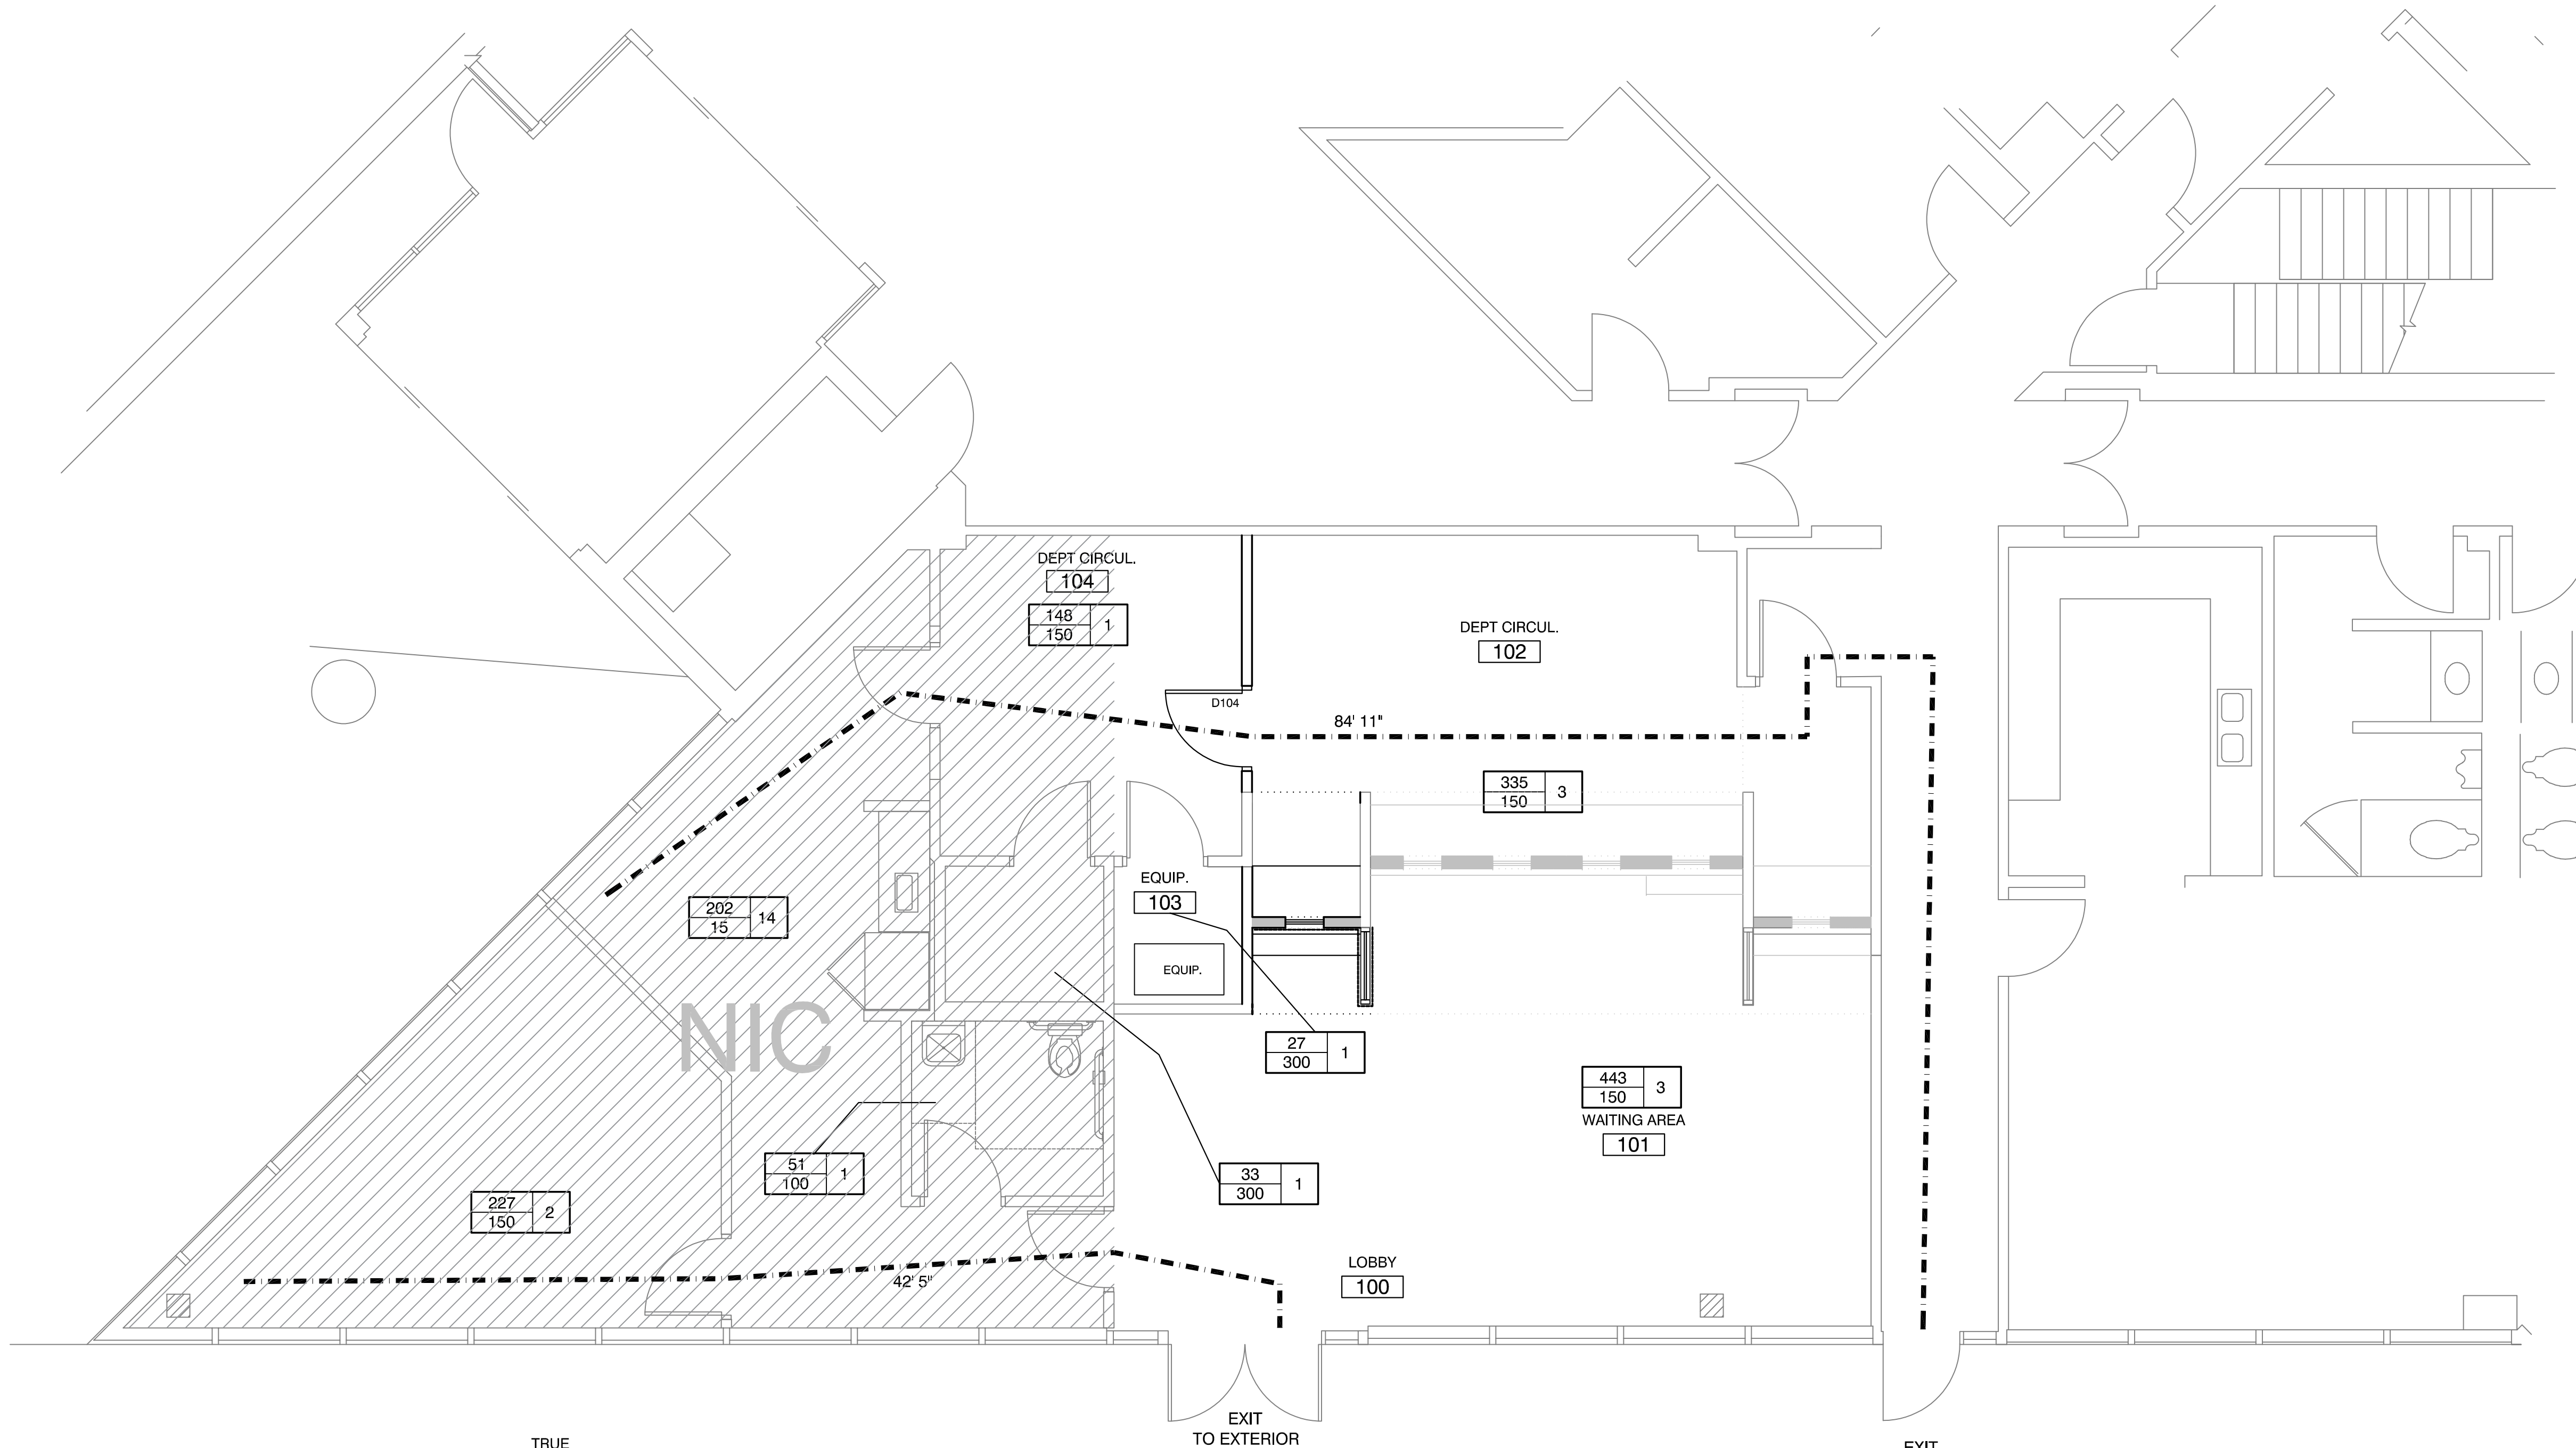 DEPT CIRCUL.
104
148
150
1
DEPT CIRCUL.
102
D104
84' 11"
335
150
3
EQUIP.
103
202
15
14
EQUIP.
NIC
27
300
1
443
150
3
WAITING AREA
101
51
100
1
33
300
1
227
150
2
42' 5"
LOBBY
100
EXIT
TO EXTERIOR
TRUE
EXIT